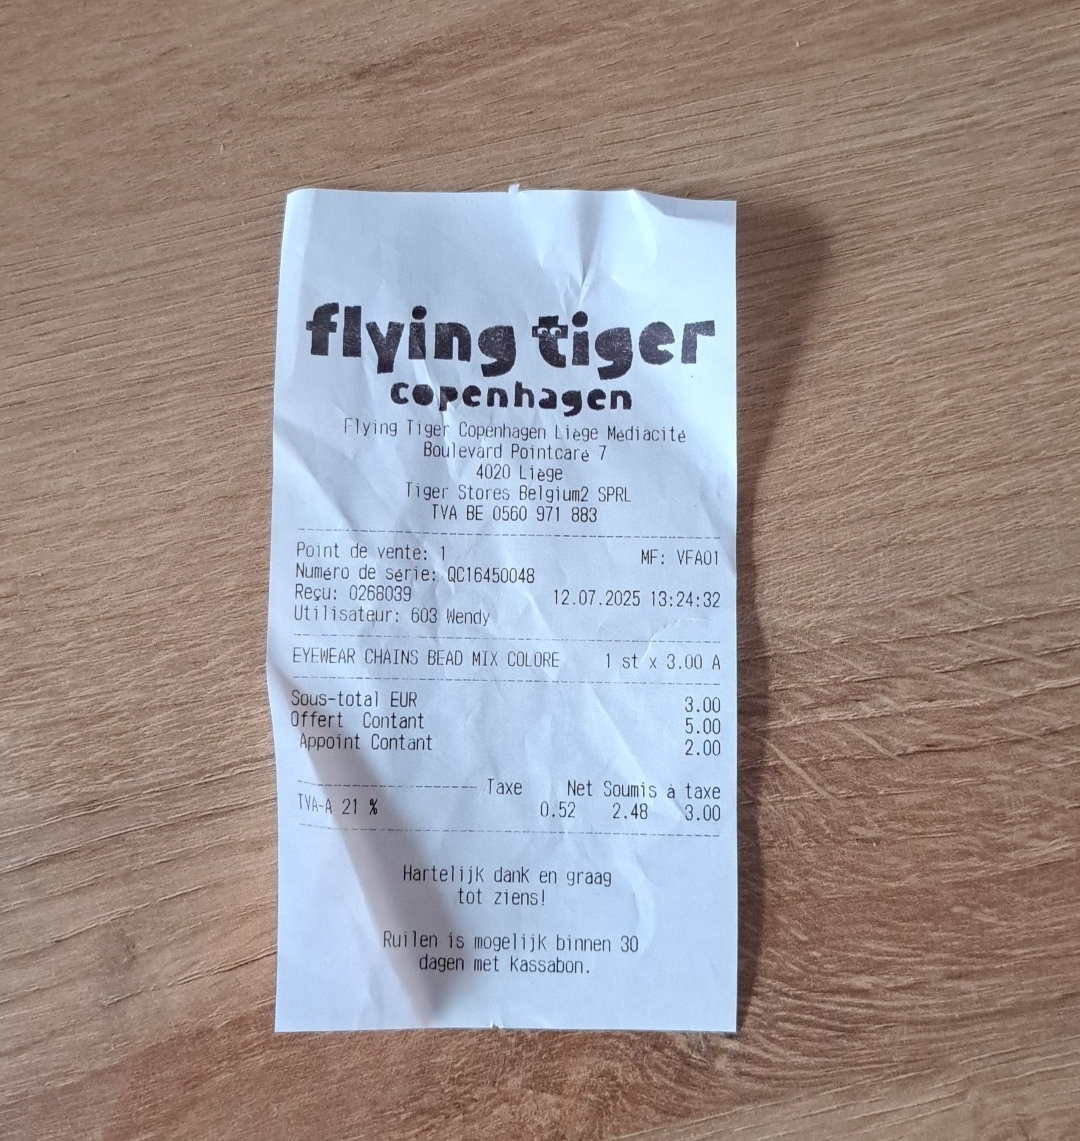 flying tiger
copenhagen
Flying Tiger Copenhagen Liège Médiacité
Boulevard Pointcaré 7
4020 Liège
Tiger Stores Belgium2 SPRL
TVA BE 0560 971 883
Point de vente: 1 MF: VFA01
Numéro de série: QC16450048
Reçu: 0268039 12.07.2025 13:24:32
Utilisateur: 603 Wendy
EYEWEAR CHAINS BEAD MIX COLORE 1 st x 3.00 A
Sous-total EUR 3.00
Offert Contant 5.00
Appoint Contant 2.00
Taxe Net Soumis à taxe
TVA-A 21 % 0.52 2.48 3.00
Hartelijk dank en graag
tot ziens!
Ruilen is mogelijk binnen 30
dagen met Kassabon.